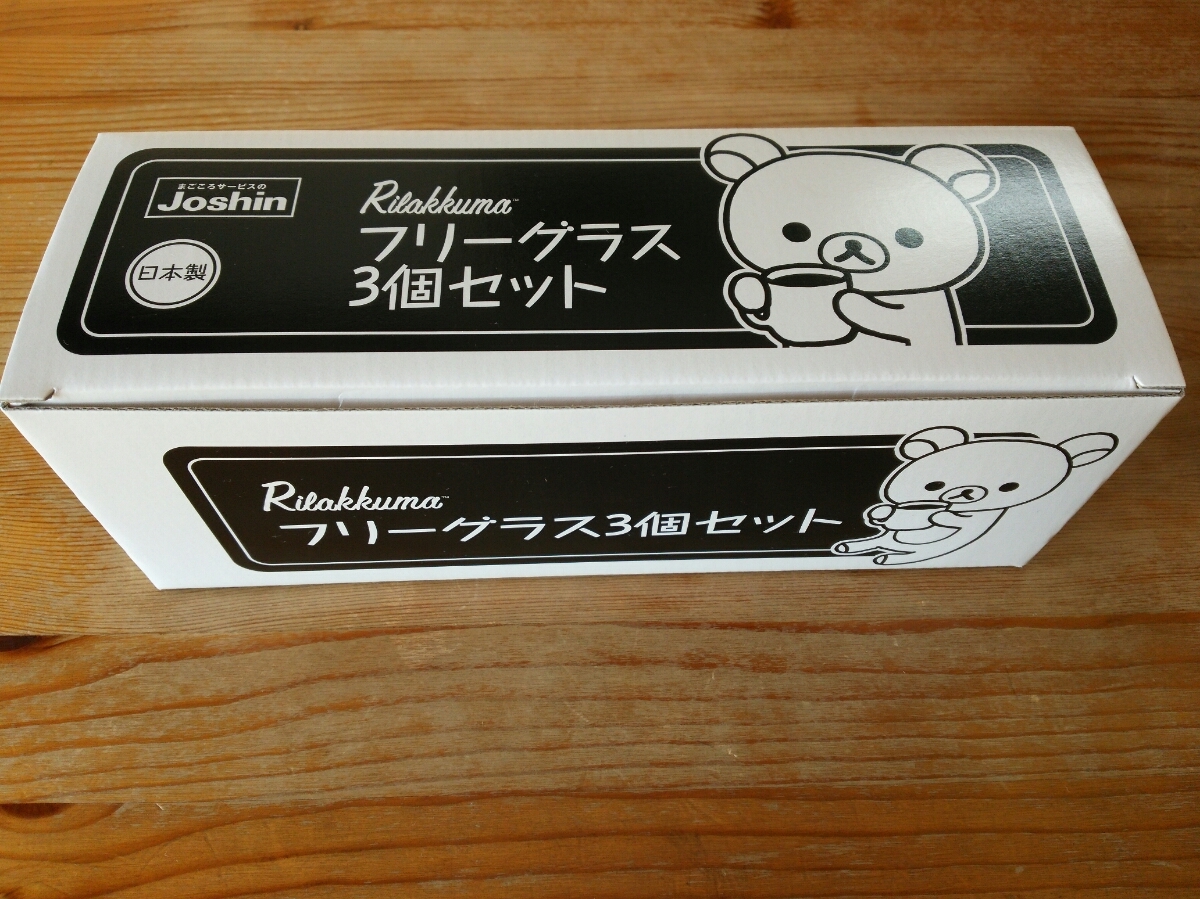 まごころサービスの
Joshin
日本製
Rilakkuma™
フリーグラス
3個セット
Rilakkuma™
フリーグラス3個セット